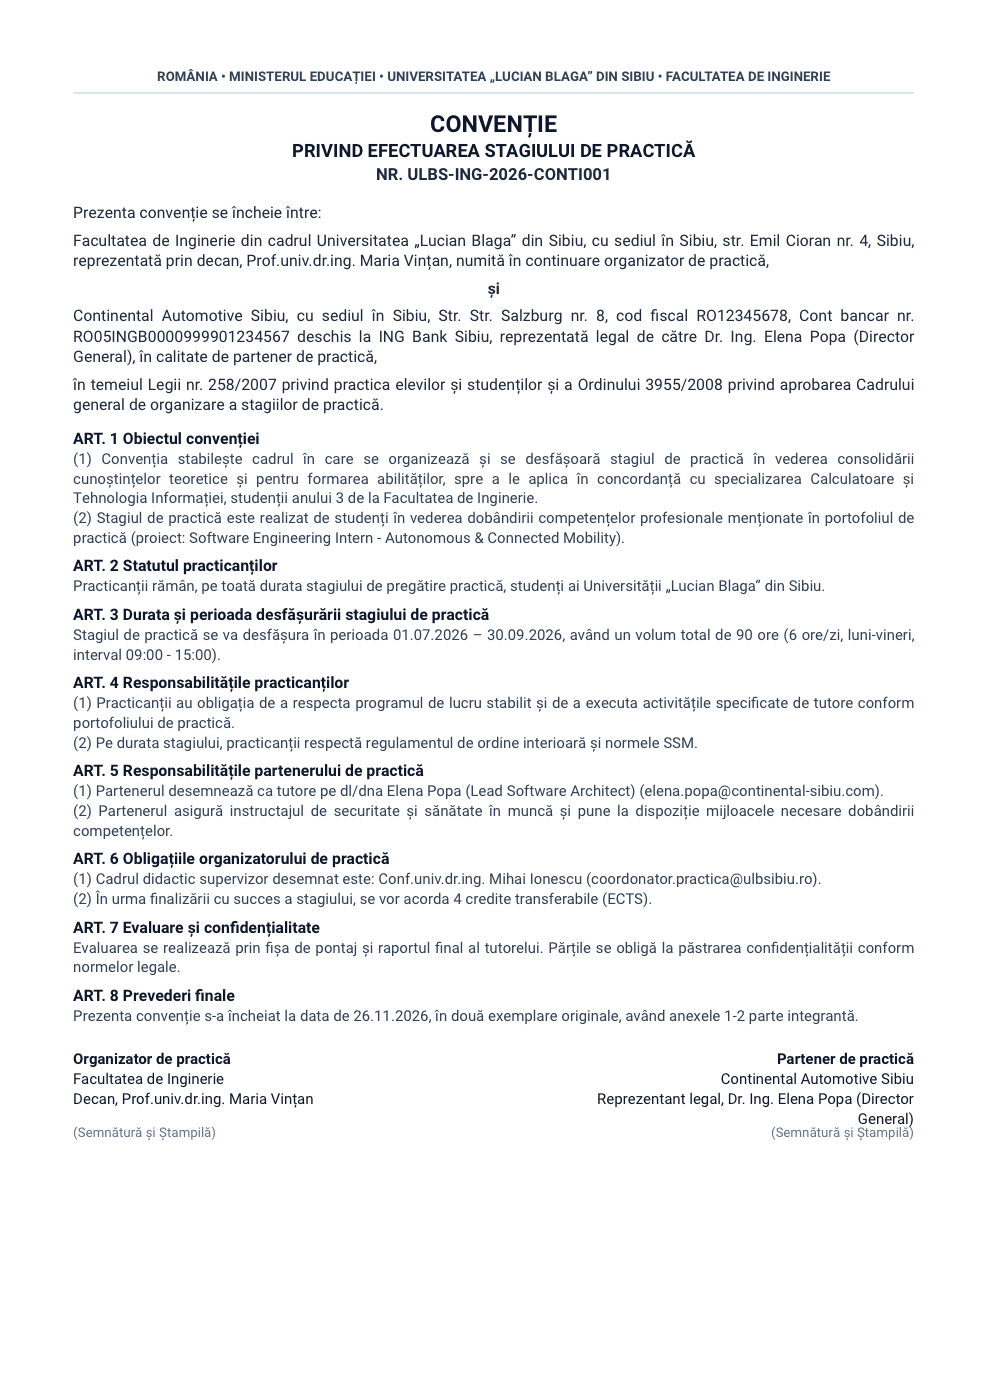 ROMÂNIA • MINISTERUL EDUCAȚIEI • UNIVERSITATEA „LUCIAN BLAGA” DIN SIBIU • FACULTATEA DE INGINERIE
CONVENȚIE
PRIVIND EFECTUAREA STAGIULUI DE PRACTICĂ
NR. ULBS-ING-2026-CONTI001
Prezenta convenție se încheie între:
Facultatea de Inginerie din cadrul Universitatea „Lucian Blaga” din Sibiu, cu sediul în Sibiu, str. Emil Cioran nr. 4, Sibiu,
reprezentată prin decan, Prof.univ.dr.ing. Maria Vințan, numită în continuare organizator de practică,
și
Continental Automotive Sibiu, cu sediul în Sibiu, Str. Str. Salzburg nr. 8, cod fiscal RO12345678, Cont bancar nr.
RO05INGB0000999901234567 deschis la ING Bank Sibiu, reprezentată legal de către Dr. Ing. Elena Popa (Director
General), în calitate de partener de practică,
în temeiul Legii nr. 258/2007 privind practica elevilor și studenților și a Ordinului 3955/2008 privind aprobarea Cadrului
general de organizare a stagiilor de practică.
ART. 1 Obiectul convenției
(1) Convenția stabilește cadrul în care se organizează și se desfășoară stagiul de practică în vederea consolidării
cunoștințelor teoretice și pentru formarea abilităților, spre a le aplica în concordanță cu specializarea Calculatoare și
Tehnologia Informației, studenții anului 3 de la Facultatea de Inginerie.
(2) Stagiul de practică este realizat de studenți în vederea dobândirii competențelor profesionale menționate în portofoliul de
practică (proiect: Software Engineering Intern - Autonomous & Connected Mobility).
ART. 2 Statutul practicanților
Practicanții rămân, pe toată durata stagiului de pregătire practică, studenți ai Universității „Lucian Blaga” din Sibiu.
ART. 3 Durata și perioada desfășurării stagiului de practică
Stagiul de practică se va desfășura în perioada 01.07.2026 – 30.09.2026, având un volum total de 90 ore (6 ore/zi, luni-vineri,
interval 09:00 - 15:00).
ART. 4 Responsabilitățile practicanților
(1) Practicanții au obligația de a respecta programul de lucru stabilit și de a executa activitățile specificate de tutore conform
portofoliului de practică.
(2) Pe durata stagiului, practicanții respectă regulamentul de ordine interioară și normele SSM.
ART. 5 Responsabilitățile partenerului de practică
(1) Partenerul desemnează ca tutore pe dl/dna Elena Popa (Lead Software Architect) (elena.popa@continental-sibiu.com).
(2) Partenerul asigură instructajul de securitate și sănătate în muncă și pune la dispoziție mijloacele necesare dobândirii
competențelor.
ART. 6 Obligațiile organizatorului de practică
(1) Cadrul didactic supervizor desemnat este: Conf.univ.dr.ing. Mihai Ionescu (coordonator.practica@ulbsibiu.ro).
(2) În urma finalizării cu succes a stagiului, se vor acorda 4 credite transferabile (ECTS).
ART. 7 Evaluare și confidențialitate
Evaluarea se realizează prin fișa de pontaj și raportul final al tutorelui. Părțile se obligă la păstrarea confidențialității conform
normelor legale.
ART. 8 Prevederi finale
Prezenta convenție s-a încheiat la data de 26.11.2026, în două exemplare originale, având anexele 1-2 parte integrantă.
Organizator de practică
Facultatea de Inginerie
Decan, Prof.univ.dr.ing. Maria Vințan
(Semnătură și Ștampilă)
Partener de practică
Continental Automotive Sibiu
Reprezentant legal, Dr. Ing. Elena Popa (Director
General)
(Semnătură și Ștampilă)